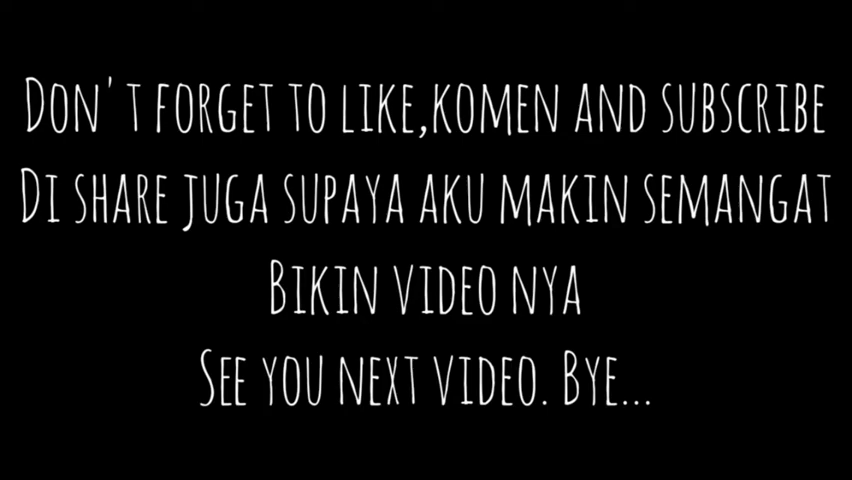 Don't forget to like,komen and subscribe
Di share juga supaya aku makin semangat
Bikin video nya
See you next video. Bye...